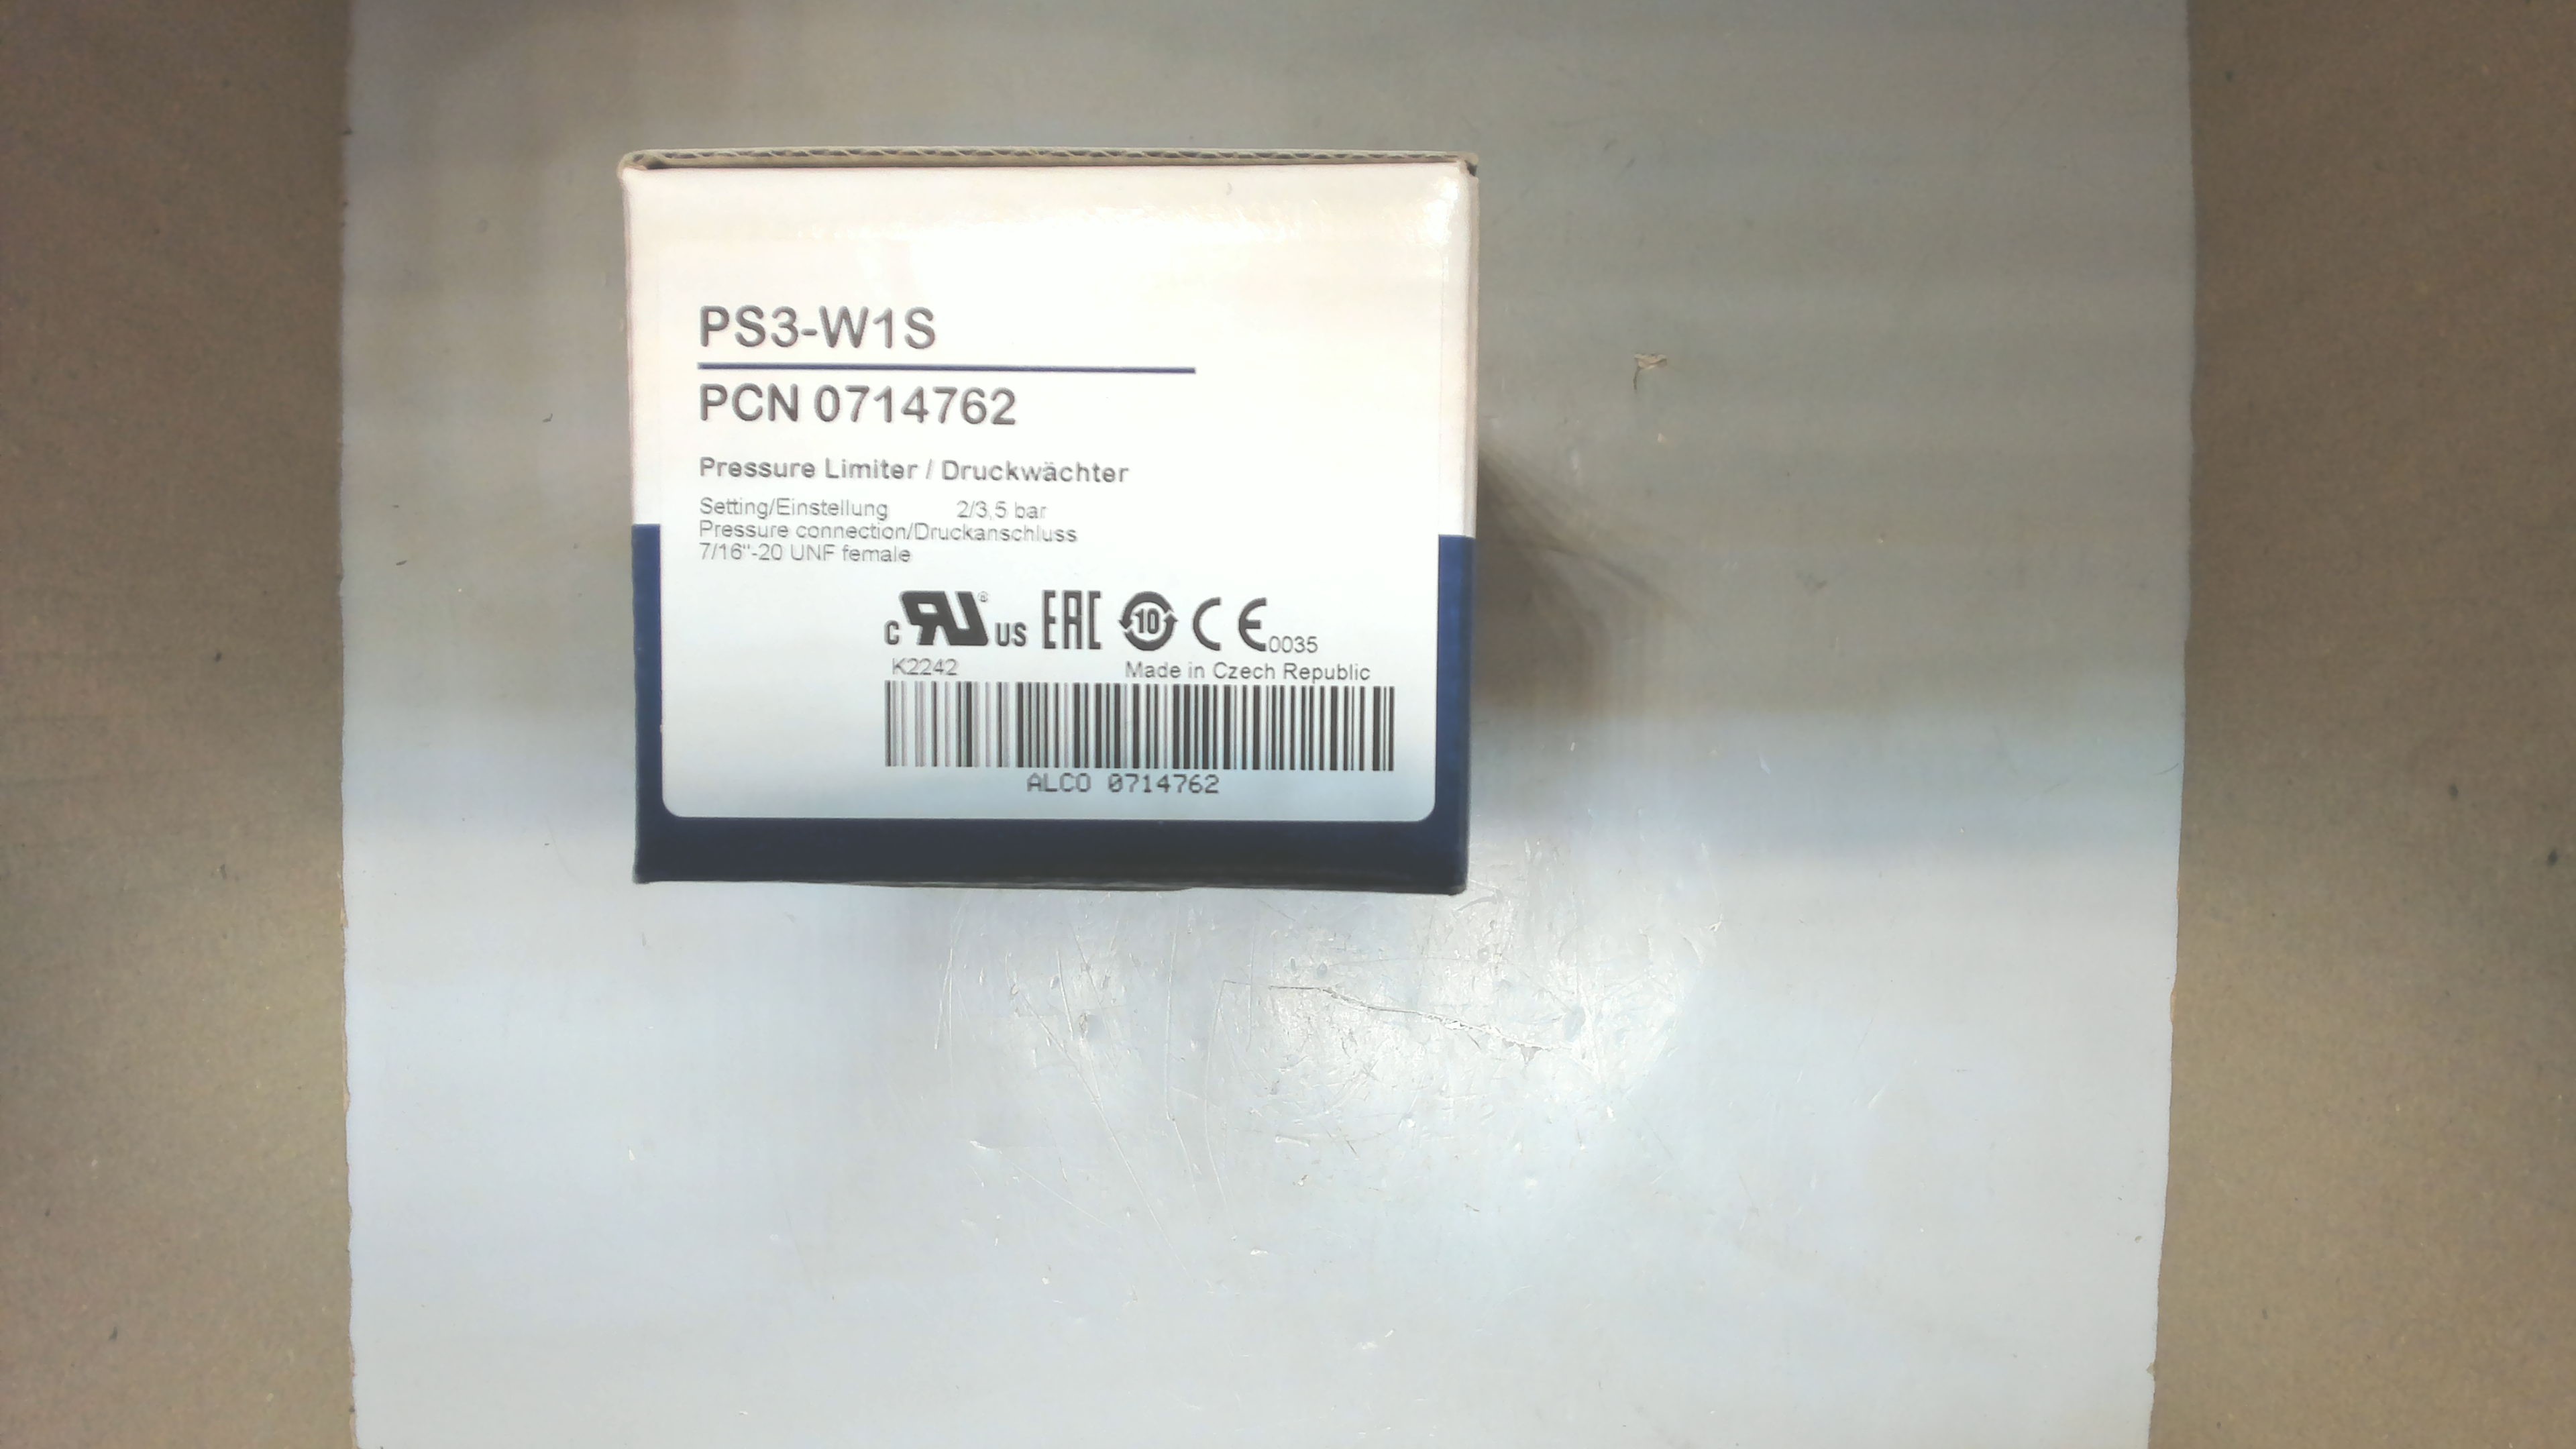 PS3-W1S
PCN 0714762
Pressure Limiter / Druckwächter
Setting/Einstellung 2/3,5 bar
Pressure connection/Druckanschluss
7/16"-20 UNF female
c RU ® US EAC 10 CE 0035
K2242 Made in Czech Republic
ALCO 0714762